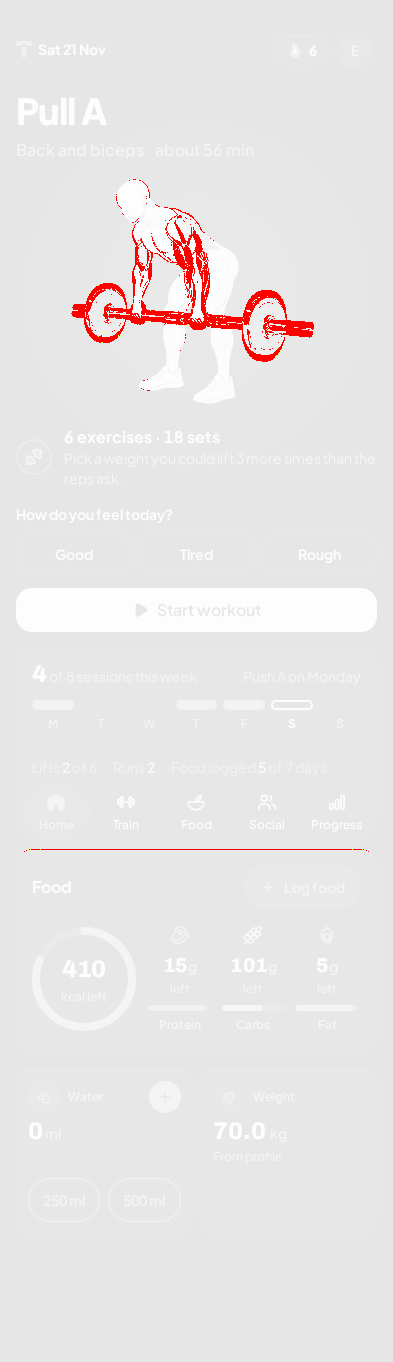 Sat 21 Nov
6
E
Pull A
Back and biceps · about 56 min
6 exercises · 18 sets
Pick a weight you could lift 3 more times than the
reps ask.
How do you feel today?
Good
Tired
Rough
Start workout
4 of 8 sessions this week
Push A on Monday
M T W T F S S
Lifts 2 of 6 Runs 2 Food logged 5 of 7 days
Home Train Food Social Progress
Food
Log food
410
kcal left
15g
left
Protein
101g
left
Carbs
5g
left
Fat
Water
0 ml
250 ml
500 ml
Weight
70.0 kg
From profile